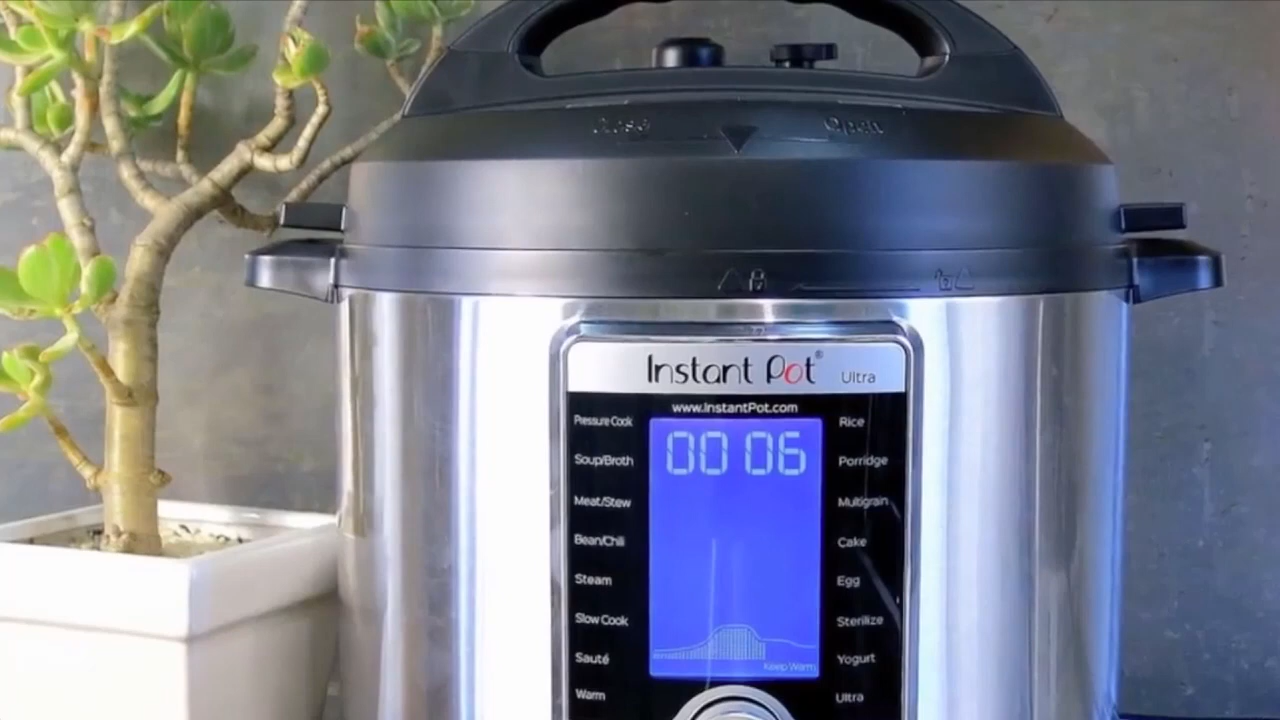 Close Open
Instant Pot® Ultra
www.InstantPot.com
00 06
Pressure Cook
Soup/Broth
Meat/Stew
Bean/Chili
Steam
Slow Cook
Sauté
Warm
Rice
Porridge
Multigrain
Cake
Egg
Sterilize
Yogurt
Ultra
Keep Warm